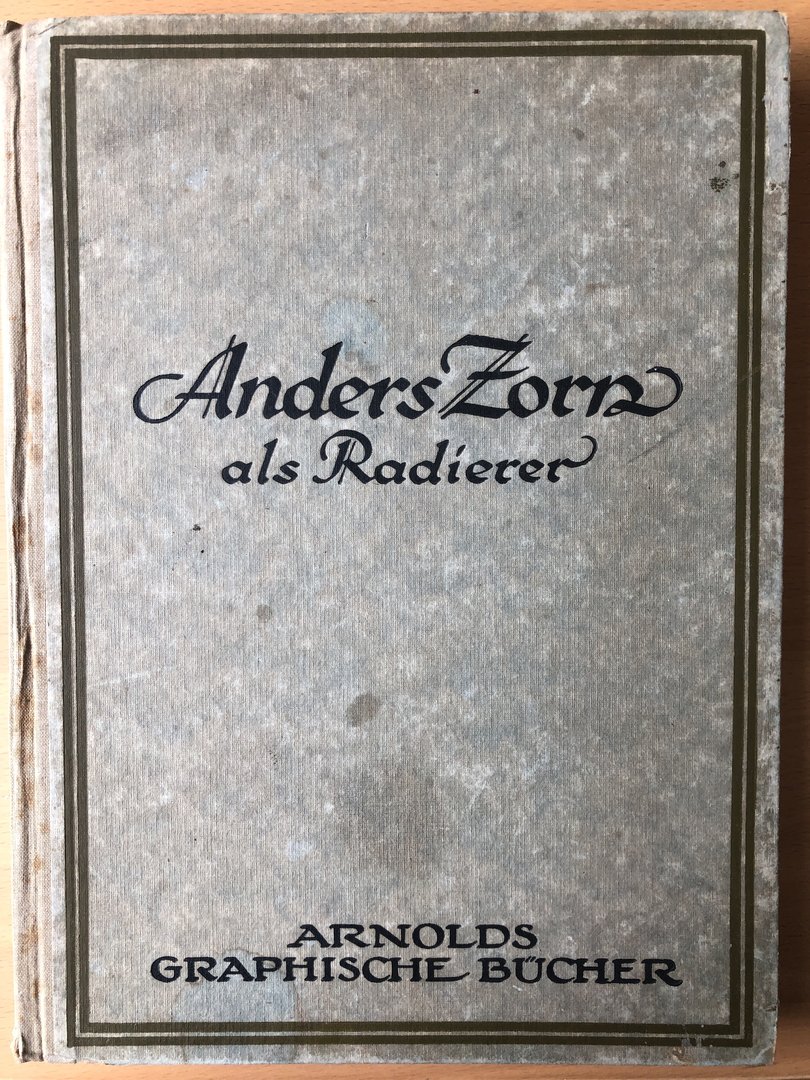 Anders Zorn
als Radierer
ARNOLDS
GRAPHISCHE BÜCHER